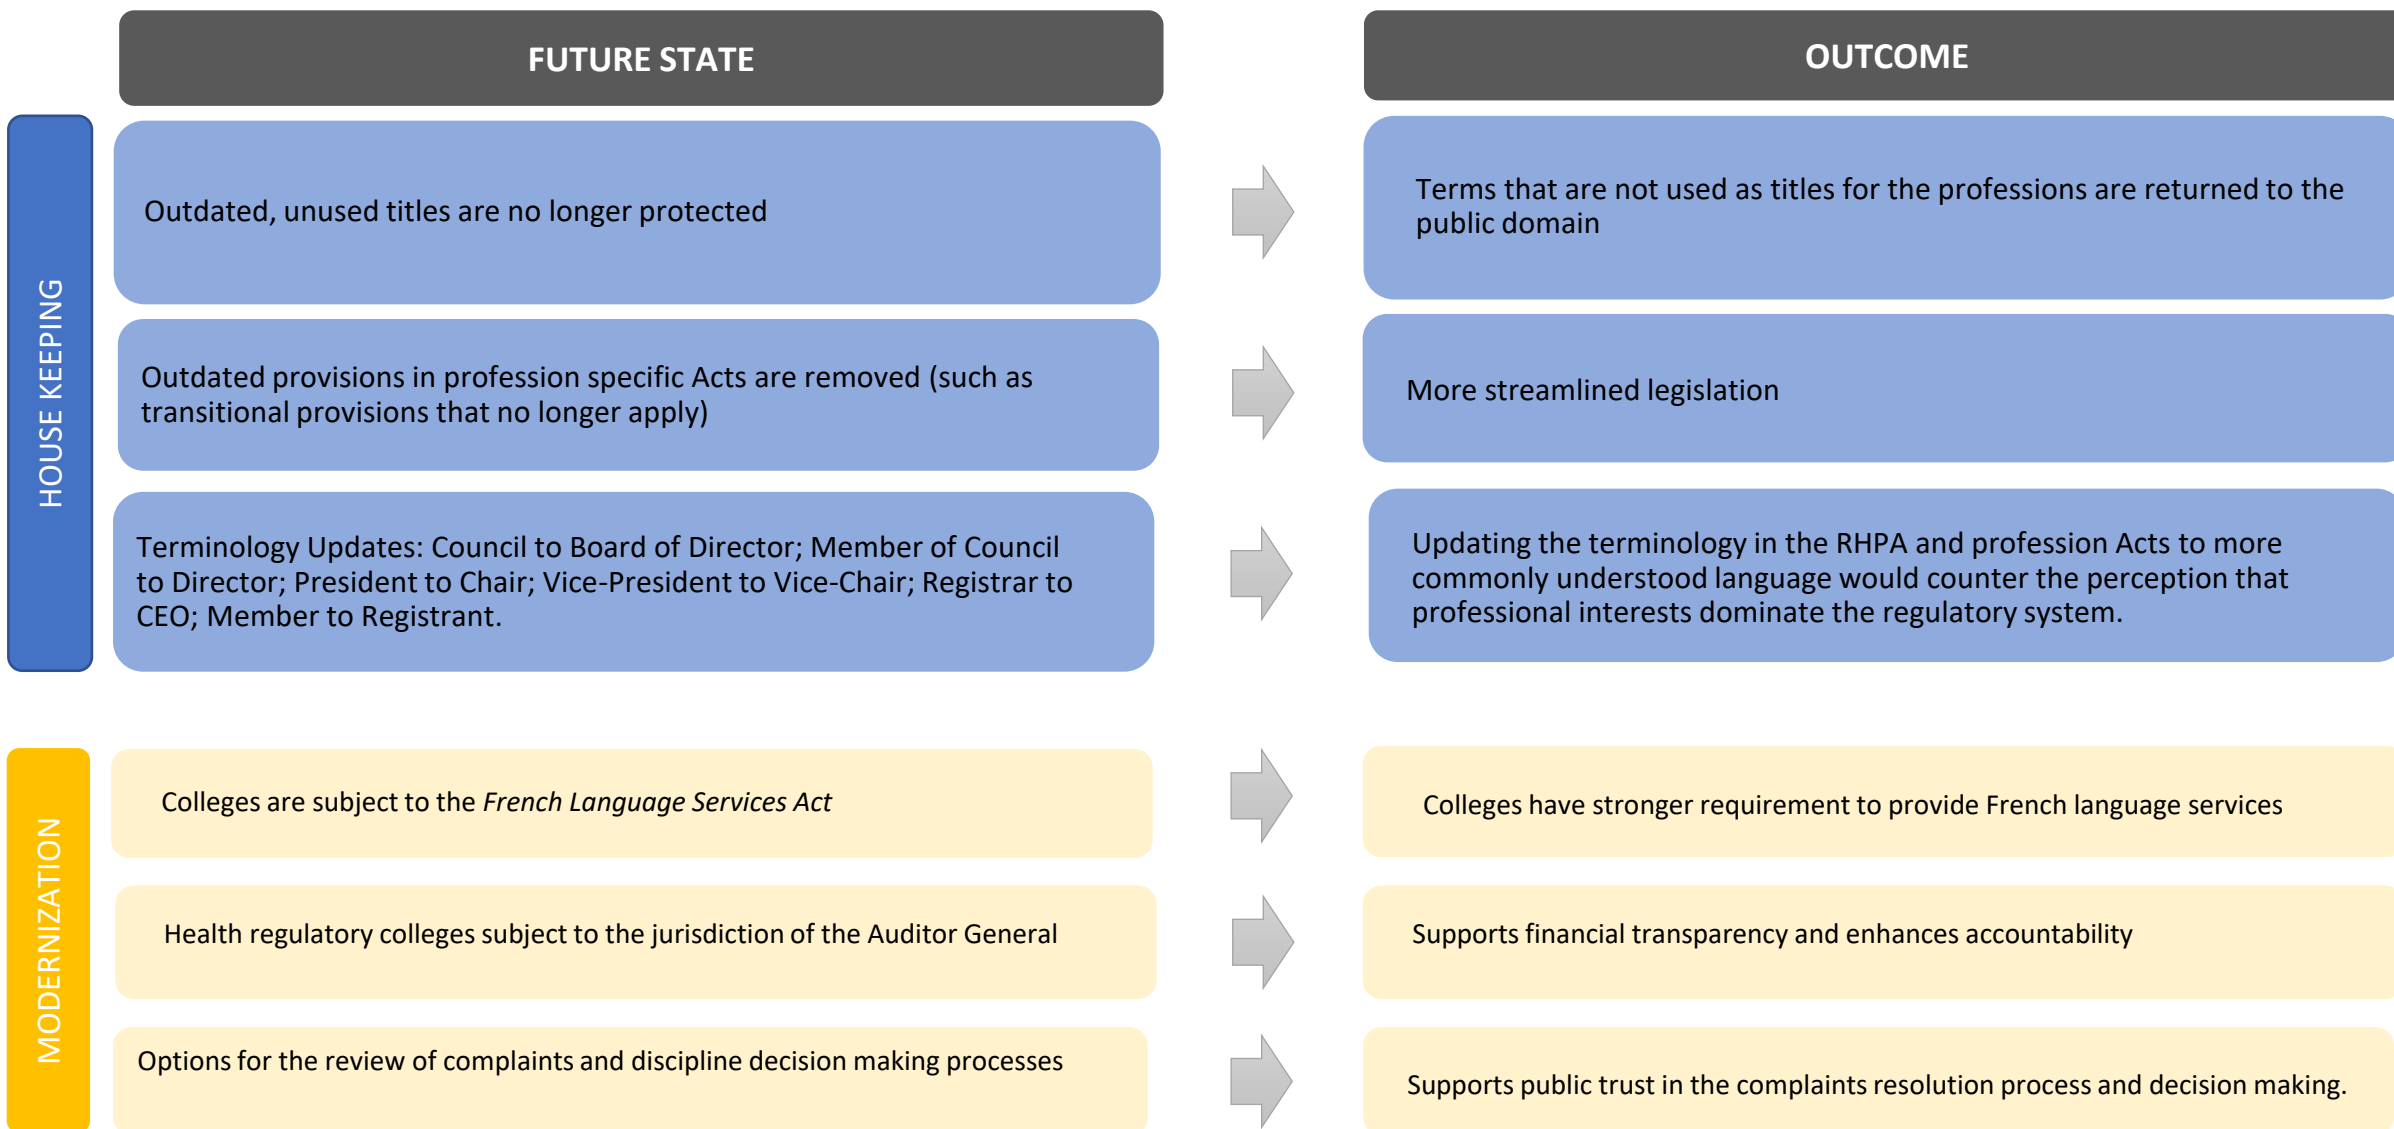 FUTURE STATE
OUTCOME
HOUSE KEEPING
Outdated, unused titles are no longer protected
Terms that are not used as titles for the professions are returned to the
public domain
Outdated provisions in profession specific Acts are removed (such as
transitional provisions that no longer apply)
More streamlined legislation
Terminology Updates: Council to Board of Director; Member of Council
to Director; President to Chair; Vice-President to Vice-Chair; Registrar to
CEO; Member to Registrant.
Updating the terminology in the RHPA and profession Acts to more
commonly understood language would counter the perception that
professional interests dominate the regulatory system.
MODERNIZATION
Colleges are subject to the French Language Services Act
Colleges have stronger requirement to provide French language services
Health regulatory colleges subject to the jurisdiction of the Auditor General
Supports financial transparency and enhances accountability
Options for the review of complaints and discipline decision making processes
Supports public trust in the complaints resolution process and decision making.